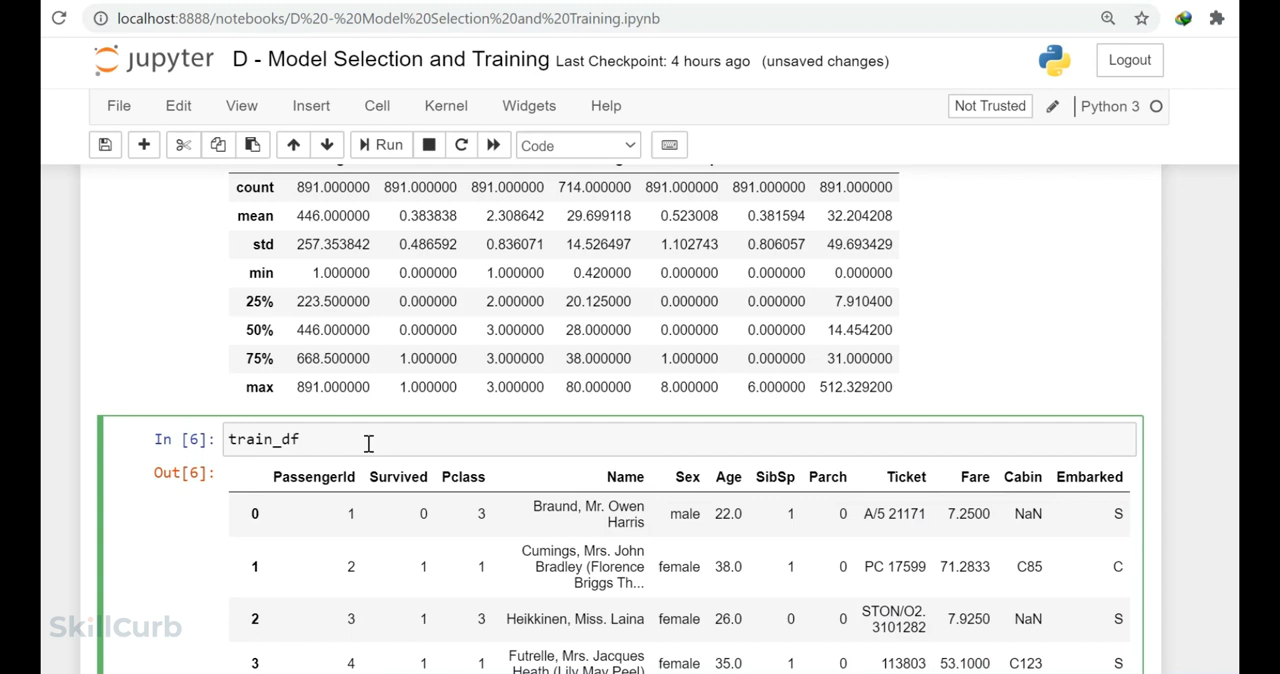 localhost:8888/notebooks/D%20-%20Model%20Selection%20and%20Training.ipynb
jupyter D - Model Selection and Training Last Checkpoint: 4 hours ago (unsaved changes) Logout
File Edit View Insert Cell Kernel Widgets Help Not Trusted Python 3
Run Code
count 891.000000 891.000000 891.000000 714.000000 891.000000 891.000000 891.000000
mean 446.000000 0.383838 2.308642 29.699118 0.523008 0.381594 32.204208
std 257.353842 0.486592 0.836071 14.526497 1.102743 0.806057 49.693429
min 1.000000 0.000000 1.000000 0.420000 0.000000 0.000000 0.000000
25% 223.500000 0.000000 2.000000 20.125000 0.000000 0.000000 7.910400
50% 446.000000 0.000000 3.000000 28.000000 0.000000 0.000000 14.454200
75% 668.500000 1.000000 3.000000 38.000000 1.000000 0.000000 31.000000
max 891.000000 1.000000 3.000000 80.000000 8.000000 6.000000 512.329200
In [6]: train_df
Out[6]:
PassengerId Survived Pclass Name Sex Age SibSp Parch Ticket Fare Cabin Embarked
0 1 0 3 Braund, Mr. Owen Harris male 22.0 1 0 A/5 21171 7.2500 NaN S
1 2 1 1 Cumings, Mrs. John Bradley (Florence Briggs Th... female 38.0 1 0 PC 17599 71.2833 C85 C
2 3 1 3 Heikkinen, Miss. Laina female 26.0 0 0 STON/O2. 3101282 7.9250 NaN S
3 4 1 1 Futrelle, Mrs. Jacques Heath (Lily May Peel) female 35.0 1 0 113803 53.1000 C123 S
SkillCurb